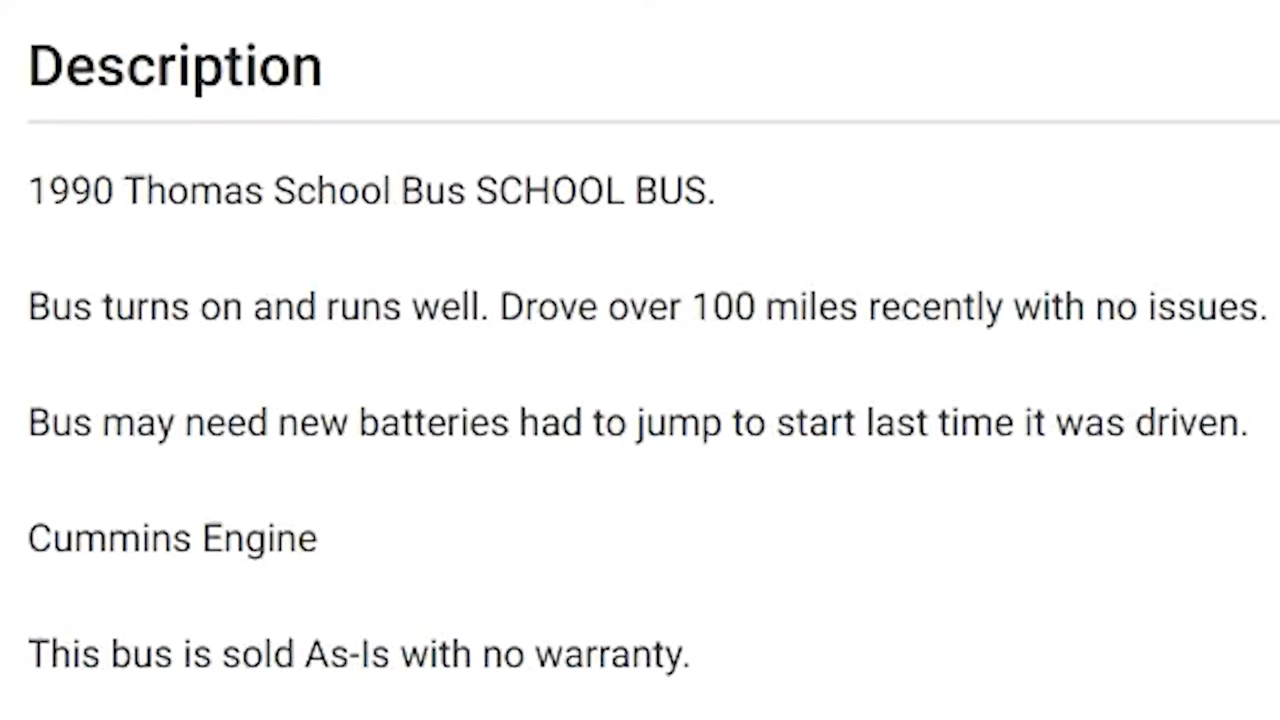 Description
1990 Thomas School Bus SCHOOL BUS.
Bus turns on and runs well. Drove over 100 miles recently with no issues.
Bus may need new batteries had to jump to start last time it was driven.
Cummins Engine
This bus is sold As-Is with no warranty.